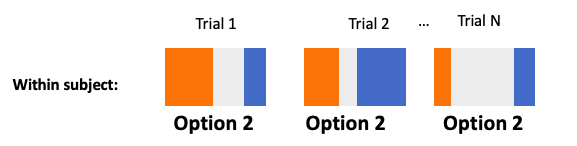 Trial 1 Trial 2 ... Trial N
Within subject:
Option 2 Option 2 Option 2